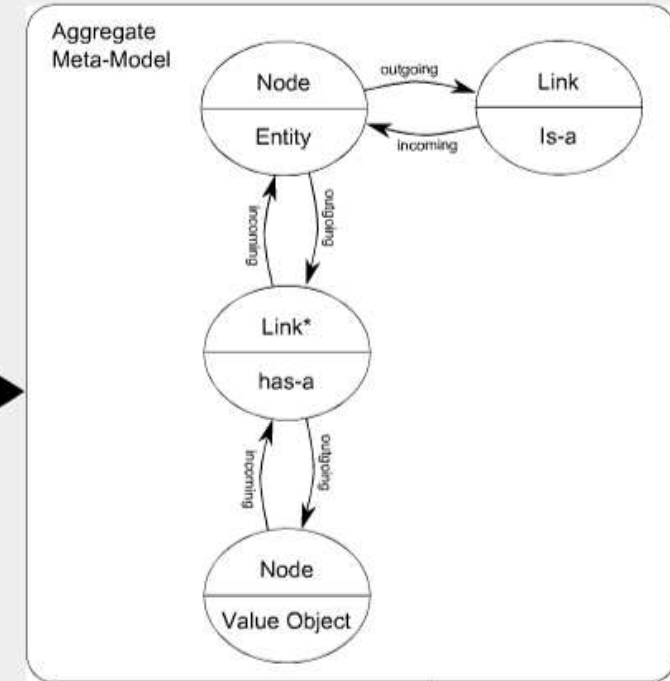 Aggregate
Meta-Model
Node
Entity
outgoing
Link
Is-a
incoming
incoming
outgoing
Link*
has-a
incoming
outgoing
Node
Value Object